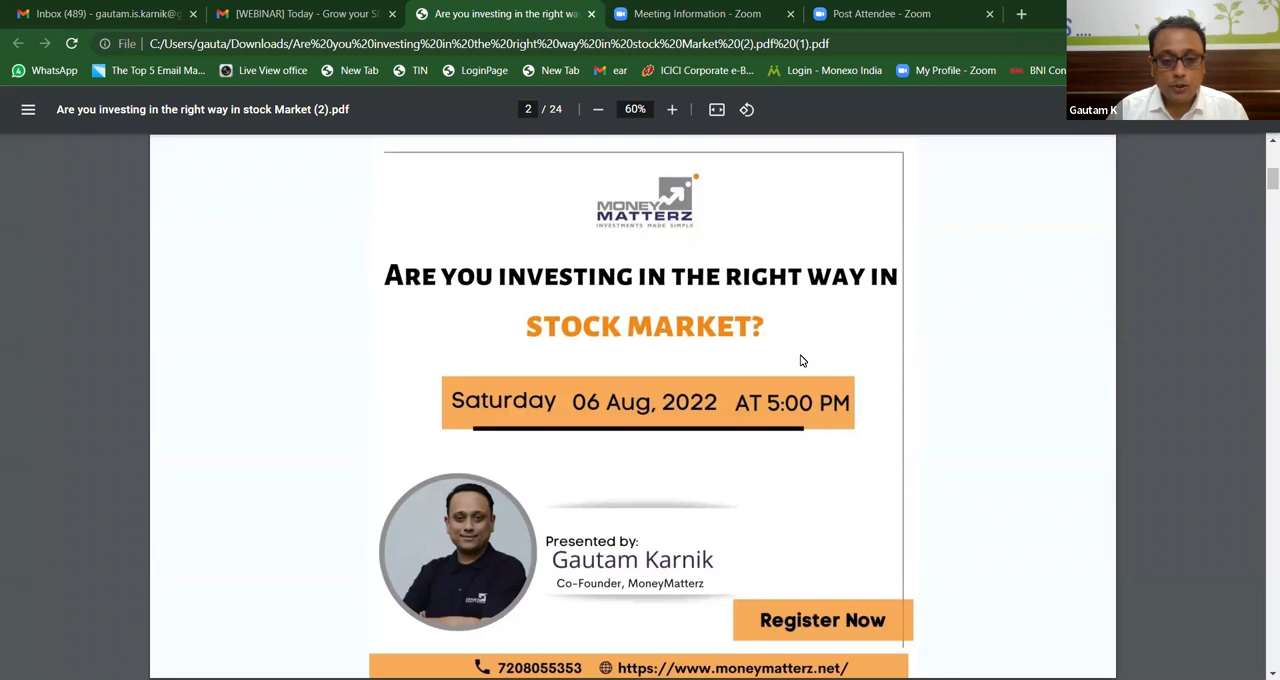 Inbox (489) - gautam.is.karnik@g
[WEBINAR] Today - Grow your S
Are you investing in the right wa
Meeting Information - Zoom
Post Attendee - Zoom
File
C:/Users/gauta/Downloads/Are%20you%20investing%20in%20the%20right%20way%20in%20stock%20Market%20(2).pdf%20(1).pdf
WhatsApp
The Top 5 Email Ma...
Live View office
New Tab
TIN
LoginPage
New Tab
ear
ICICI Corporate e-B...
Login - Monexo India
My Profile - Zoom
BNI Con
Gautam K
Are you investing in the right way in stock Market (2).pdf
2 / 24
60%
MONEY
MATTERZ
INVESTMENTS MADE SIMPLE
ARE YOU INVESTING IN THE RIGHT WAY IN
STOCK MARKET?
Saturday 06 Aug, 2022 AT 5:00 PM
Presented by:
Gautam Karnik
Co-Founder, MoneyMatterz
Register Now
7208055353 https://www.moneymatterz.net/